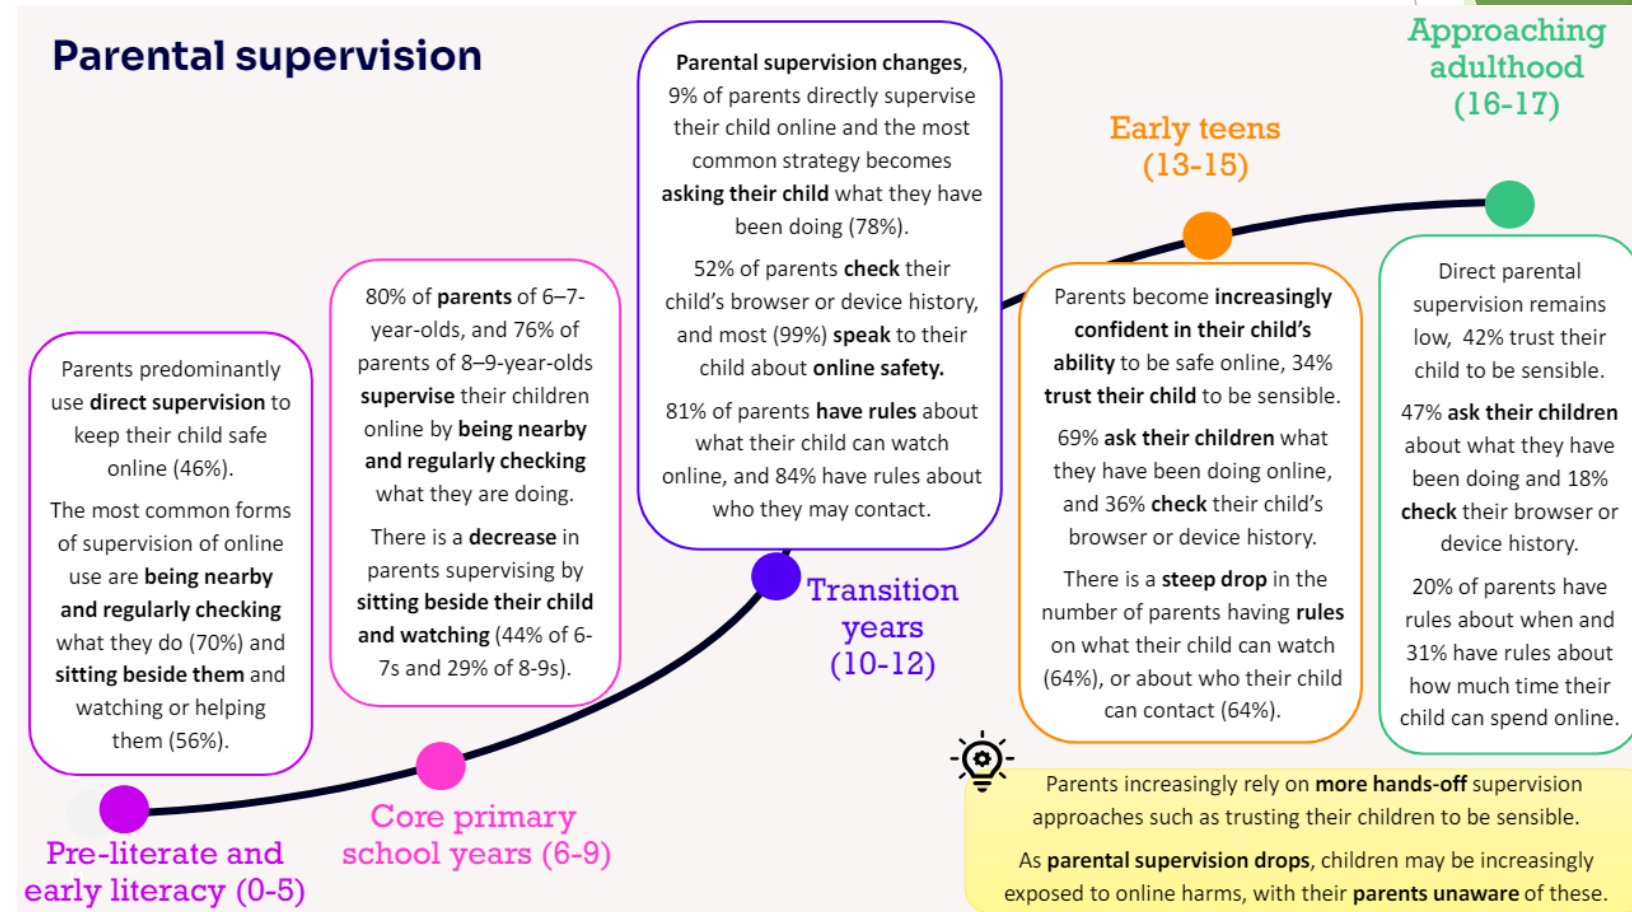 Parental supervision
Parents predominantly
use direct supervision to
keep their child safe
online (46%).
The most common forms
of supervision of online
use are being nearby
and regularly checking
what they do (70%) and
sitting beside them and
watching or helping
them (56%).
Pre-literate and
early literacy (0-5)
80% of parents of 6–7-
year-olds, and 76% of
parents of 8–9-year-olds
supervise their children
online by being nearby
and regularly checking
what they are doing.
There is a decrease in
parents supervising by
sitting beside their child
and watching (44% of 6-
7s and 29% of 8-9s).
Core primary
school years (6-9)
Parental supervision changes,
9% of parents directly supervise
their child online and the most
common strategy becomes
asking their child what they have
been doing (78%).
52% of parents check their
child's browser or device history,
and most (99%) speak to their
child about online safety.
81% of parents have rules about
what their child can watch
online, and 84% have rules about
who they may contact.
Transition
years
(10-12)
Early teens
(13-15)
Parents become increasingly
confident in their child's
ability to be safe online, 34%
trust their child to be sensible.
69% ask their children what
they have been doing online,
and 36% check their child's
browser or device history.
There is a steep drop in the
number of parents having rules
on what their child can watch
(64%), or about who their child
can contact (64%).
Approaching
adulthood
(16-17)
Direct parental
supervision remains
low, 42% trust their
child to be sensible.
47% ask their children
about what they have
been doing and 18%
check their browser or
device history.
20% of parents have
rules about when and
31% have rules about
how much time their
child can spend online.
Parents increasingly rely on more hands-off supervision
approaches such as trusting their children to be sensible.
As parental supervision drops, children may be increasingly
exposed to online harms, with their parents unaware of these.